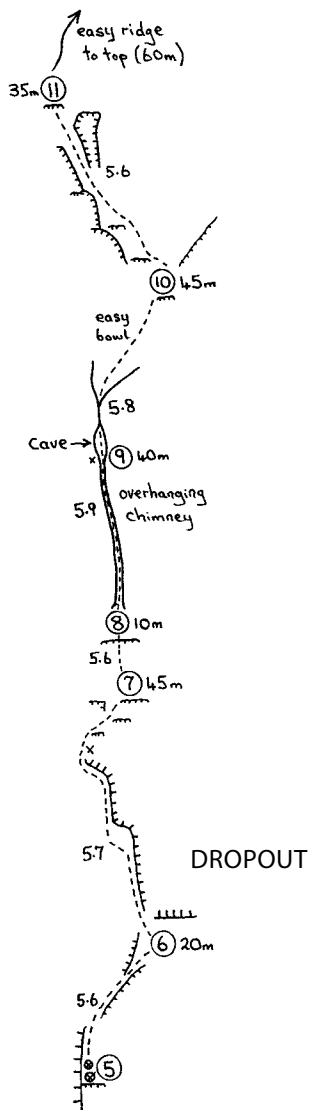 easy ridge
to top (60m)
35m 11
5.6
10 45m
easy
bowl
5.8
Cave
x 9 40m
5.9
overhanging
chimney
8 10m
5.6
7 45m
x
5.7
DROPOUT
6 20m
5.6
5